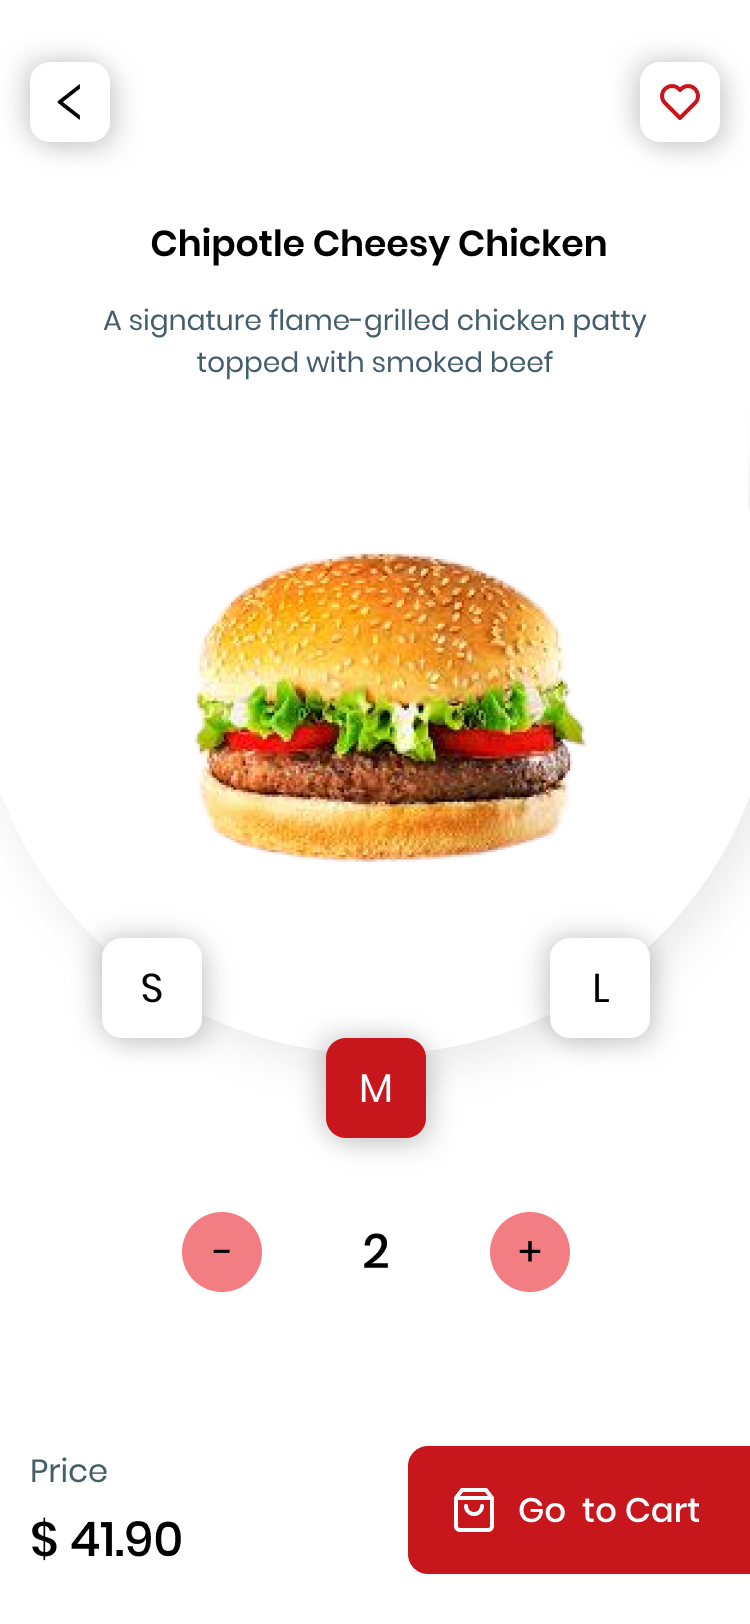 Chipotle Cheesy Chicken
A signature flame-grilled chicken patty
topped with smoked beef
S
L
M
- 2 +
Price
$ 41.90
Go to Cart